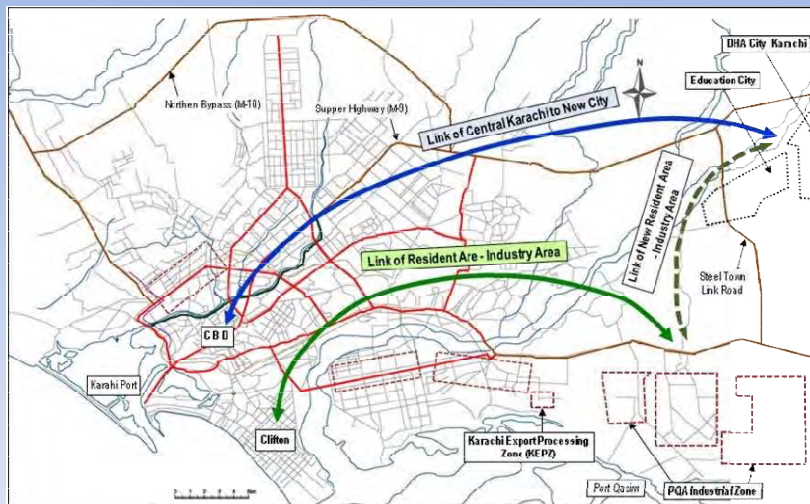 DHA City Karachi
Education City
N
Northen Bypass (M-10)
Supper Highway (M-9)
Link of Central Karachi to New City
Link of New Resident Area
- Industry Area
Link of Resident Are - Industry Area
Steel Town
Link Road
CBD
Karahi Port
Clifton
Karachi Export Processing
Zone (KEPZ)
Port Qasim
PQA Industrial Zone